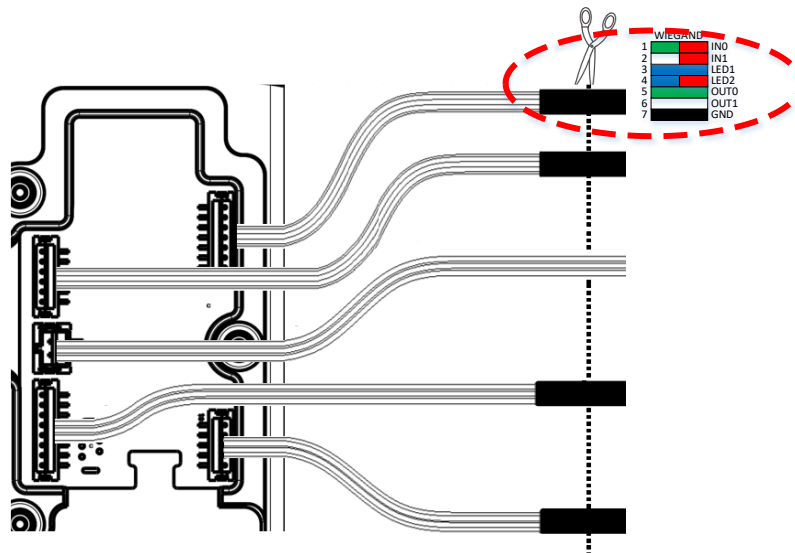 WIEGAND
1 IN0
2 IN1
3 LED1
4 LED2
5 OUT0
6 OUT1
7 GND